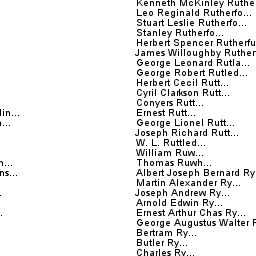 Kenneth McKinley Ruthe
Leo Reginald Rutherfo...
Stuart Leslie Rutherfo...
Stanley Rutherfo...
Herbert Spencer Rutherfu
James Willoughby Ruther
George Leonard Rutla...
George Robert Rutled...
Herbert Cecil Rutt...
Cyril Clarkson Rutt...
Conyers Rutt...
lin...
Ernest Rutt...
...
George Lionel Rutt...
Joseph Richard Rutt...
W. L. Ruttled...
William Ruw...
n...
Thomas Ruwh...
ns...
Albert Joseph Bernard Ry
Martin Alexander Ry...
Joseph Andrew Ry...
Arnold Edwin Ry...
Ernest Arthur Chas Ry...
George Augustus Walter R
Bertram Ry...
Butler Ry...
Charles Ry...